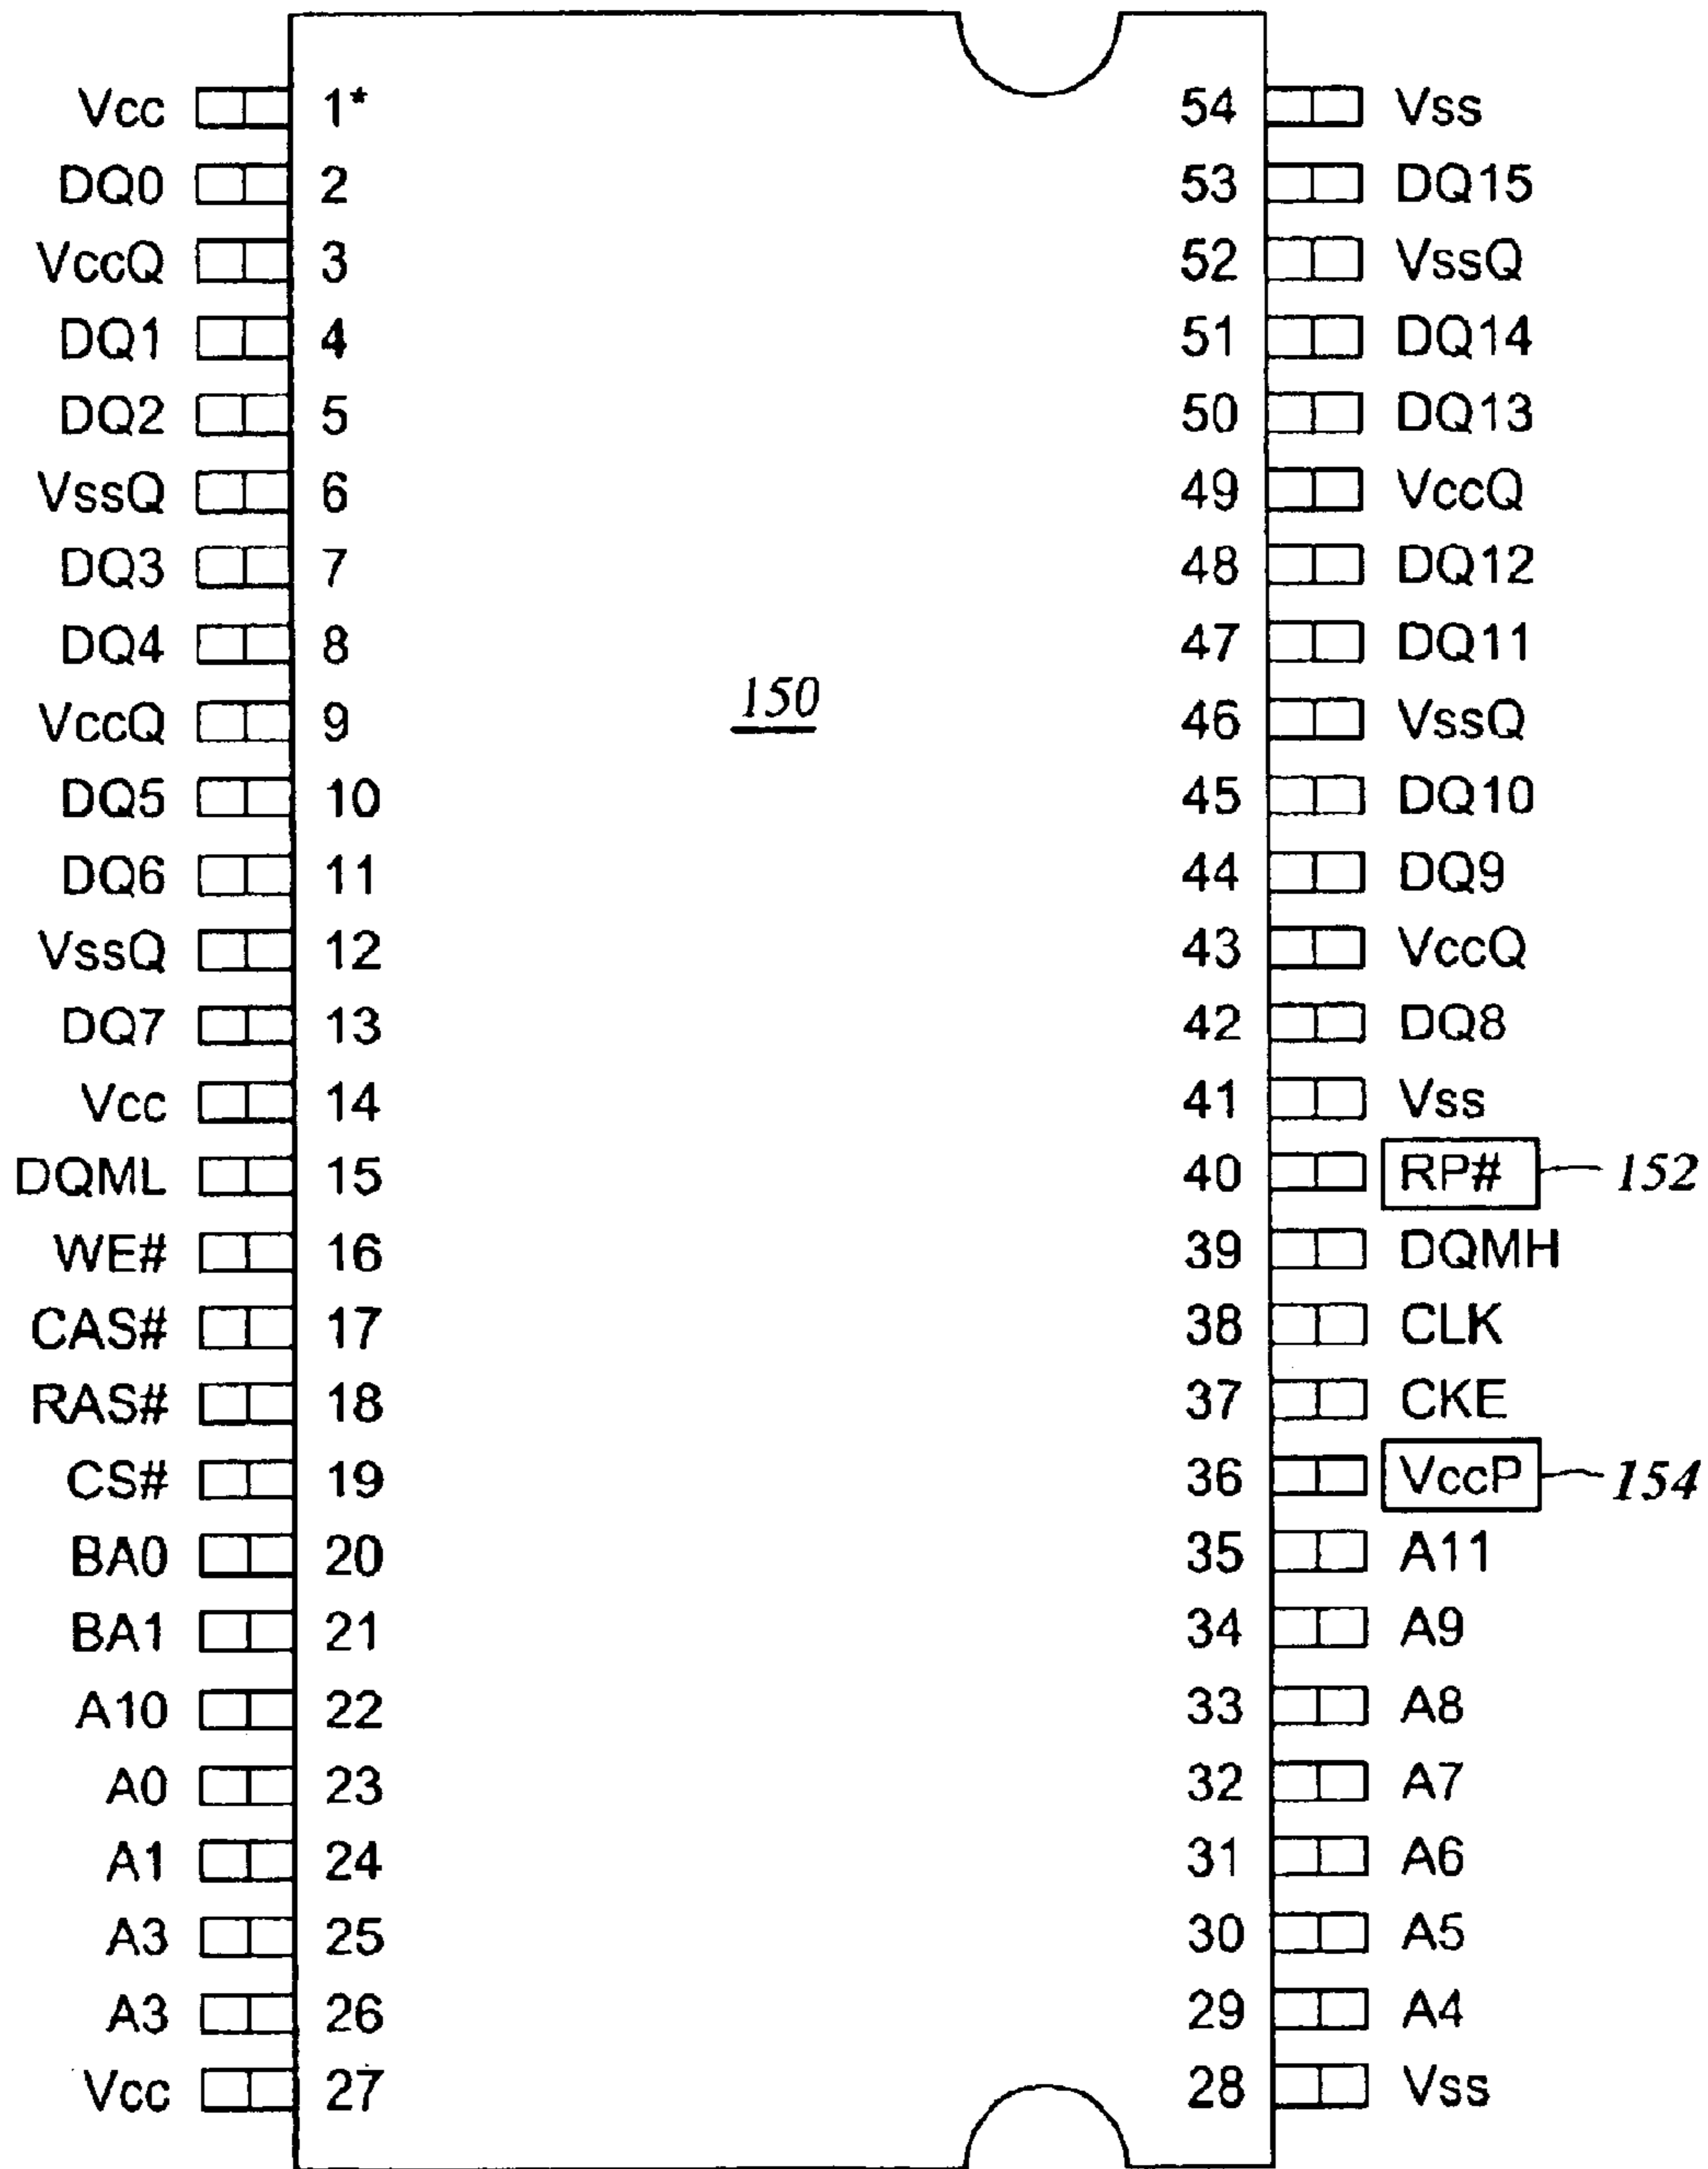 Vcc 1* 54 Vss
DQ0 2 53 DQ15
VccQ 3 52 VssQ
DQ1 4 51 DQ14
DQ2 5 50 DQ13
VssQ 6 49 VccQ
DQ3 7 48 DQ12
DQ4 8 47 DQ11
150
VccQ 9 46 VssQ
DQ5 10 45 DQ10
DQ6 11 44 DQ9
VssQ 12 43 VccQ
DQ7 13 42 DQ8
Vcc 14 41 Vss
DQML 15 40 RP# 152
WE# 16 39 DQMH
CAS# 17 38 CLK
RAS# 18 37 CKE
CS# 19 36 VccP 154
BA0 20 35 A11
BA1 21 34 A9
A10 22 33 A8
A0 23 32 A7
A1 24 31 A6
A3 25 30 A5
A3 26 29 A4
Vcc 27 28 Vss